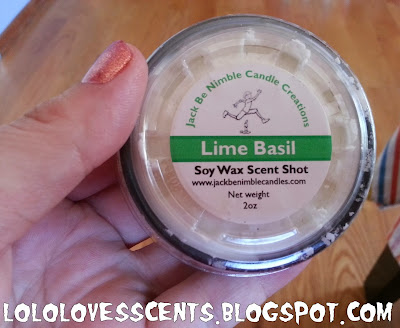 Jack Be Nimble Candle Creations
Lime Basil
Soy Wax Scent Shot
www.jackbenimblecandles.com
Net weight
2oz
LOLOLOVESSCENTS.BLOGSPOT.COM